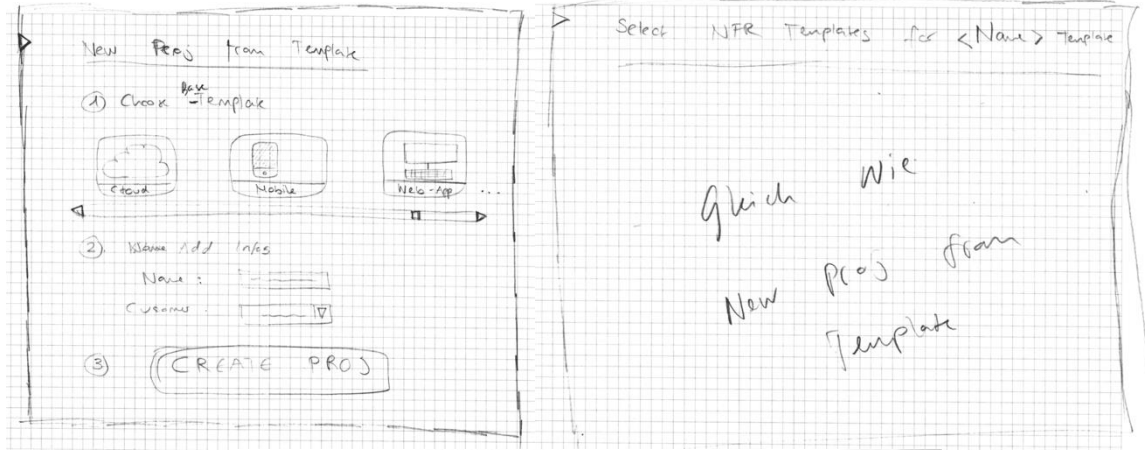 New Proj from Template
1) Choose Base-Template
Cloud
Mobile
Web-App ...
2) Add Infos
Name :
Customer :
3) CREATE PROJ
Select NFR Templates for <Name> Template
Gleich wie
New proj from
Template